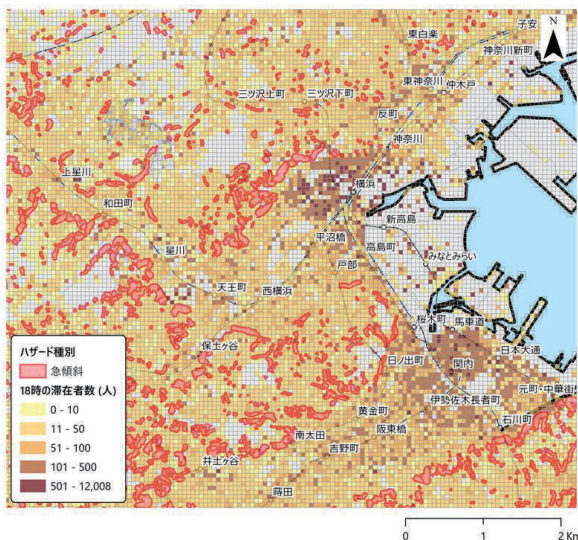 子安
N
東白楽
神奈川新町
東神奈川
仲木戸
三ツ沢上町
三ツ沢下町
反町
神奈川
上星川
横浜
和田町
新高島
平沼橋
高島町
星川
みなとみらい
戸部
天王町
西横浜
桜木町
馬車道
保土ヶ谷
日本大通
日ノ出町
関内
元町・中華街
伊勢佐木長者町
黄金町
石川町
阪東橋
南太田
吉野町
井土ヶ谷
蒔田
ハザード種別
急傾斜
18時の滞在者数 (人)
0 - 10
11 - 50
51 - 100
101 - 500
501 - 12,008
0 1 2 Km